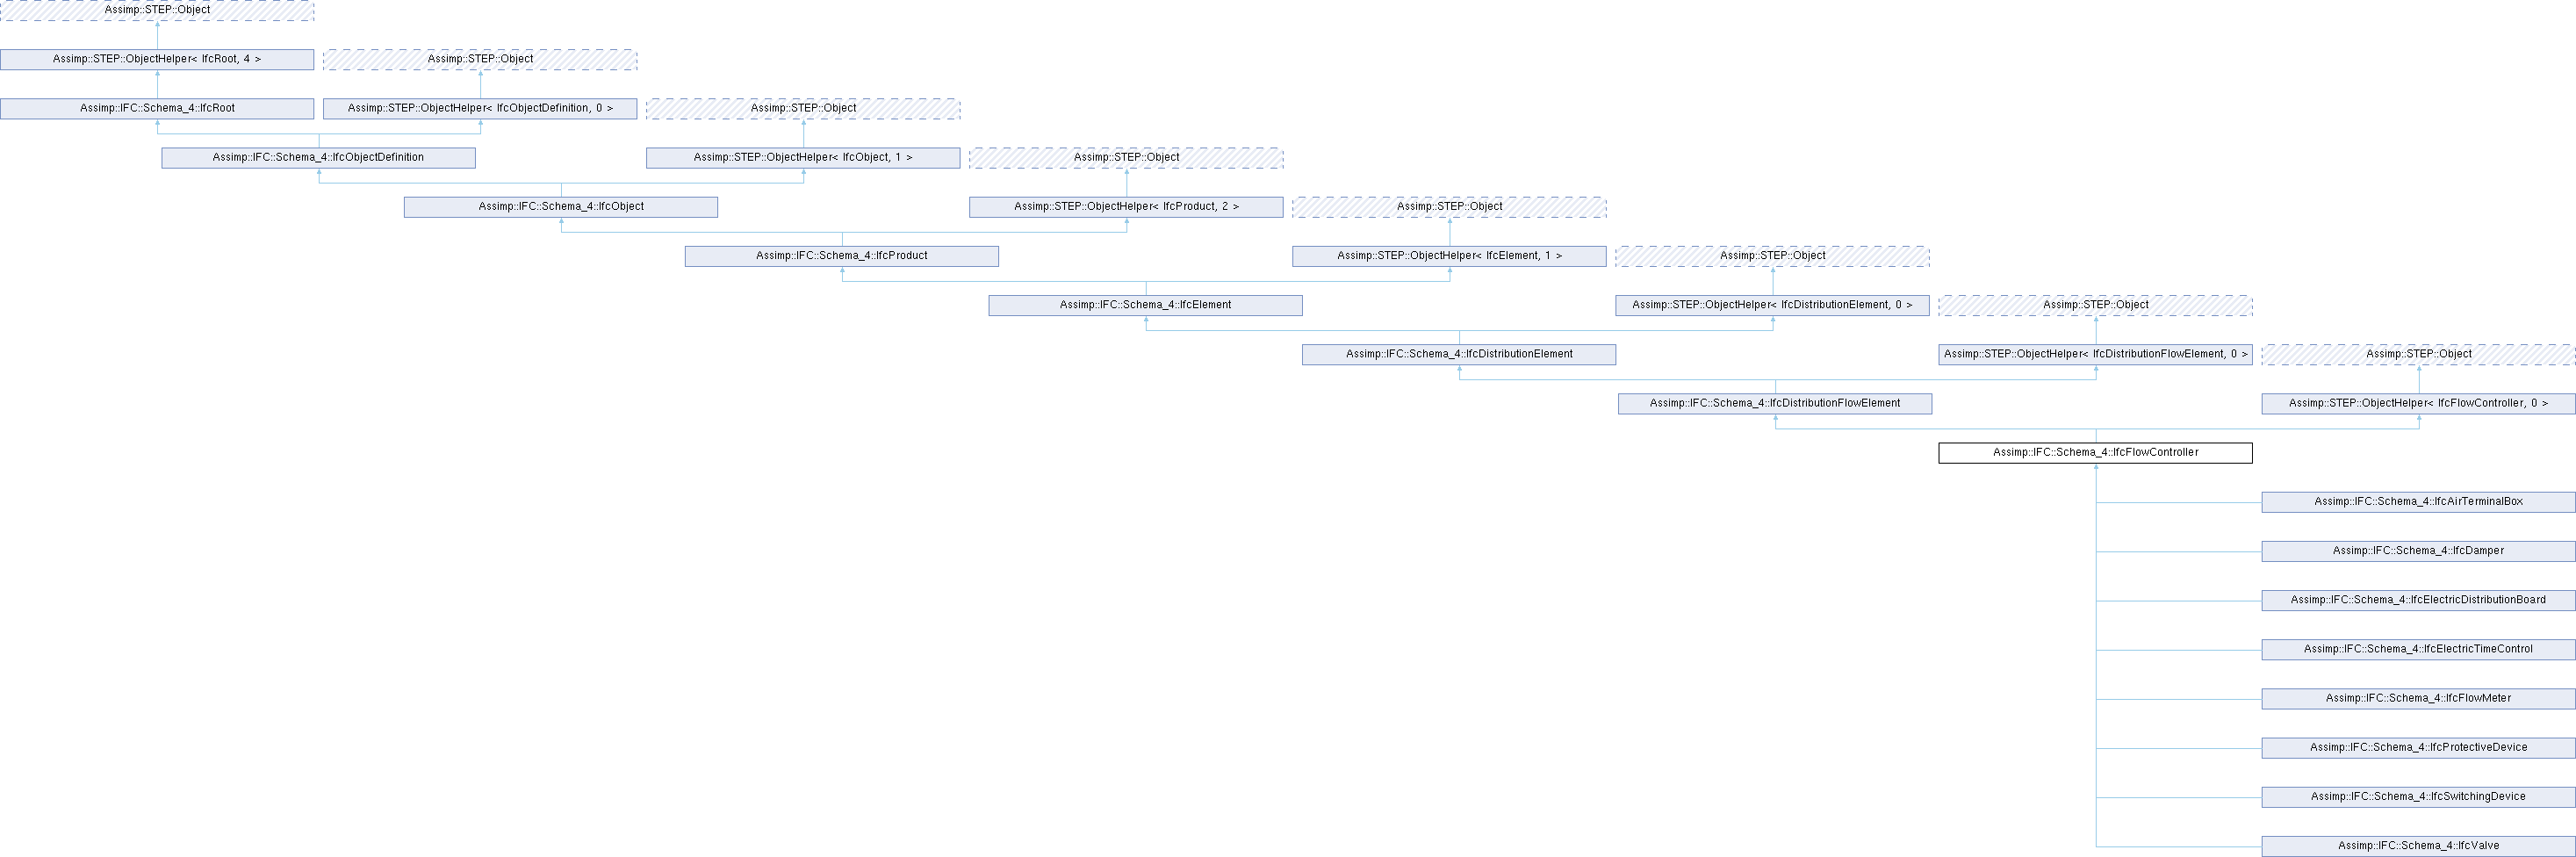 Assimp::STEP::Object
Assimp::STEP::ObjectHelper< IfcRoot, 4 >
Assimp::STEP::Object
Assimp::IFC::Schema_4::IfcRoot
Assimp::STEP::ObjectHelper< IfcObjectDefinition, 0 >
Assimp::STEP::Object
Assimp::IFC::Schema_4::IfcObjectDefinition
Assimp::STEP::ObjectHelper< IfcObject, 1 >
Assimp::STEP::Object
Assimp::IFC::Schema_4::IfcObject
Assimp::STEP::ObjectHelper< IfcProduct, 2 >
Assimp::STEP::Object
Assimp::IFC::Schema_4::IfcProduct
Assimp::STEP::ObjectHelper< IfcElement, 1 >
Assimp::STEP::Object
Assimp::IFC::Schema_4::IfcElement
Assimp::STEP::ObjectHelper< IfcDistributionElement, 0 >
Assimp::STEP::Object
Assimp::IFC::Schema_4::IfcDistributionElement
Assimp::STEP::ObjectHelper< IfcDistributionFlowElement, 0 >
Assimp::STEP::Object
Assimp::IFC::Schema_4::IfcDistributionFlowElement
Assimp::STEP::ObjectHelper< IfcFlowController, 0 >
Assimp::IFC::Schema_4::IfcFlowController
Assimp::IFC::Schema_4::IfcAirTerminalBox
Assimp::IFC::Schema_4::IfcDamper
Assimp::IFC::Schema_4::IfcElectricDistributionBoard
Assimp::IFC::Schema_4::IfcElectricTimeControl
Assimp::IFC::Schema_4::IfcFlowMeter
Assimp::IFC::Schema_4::IfcProtectiveDevice
Assimp::IFC::Schema_4::IfcSwitchingDevice
Assimp::IFC::Schema_4::IfcValve